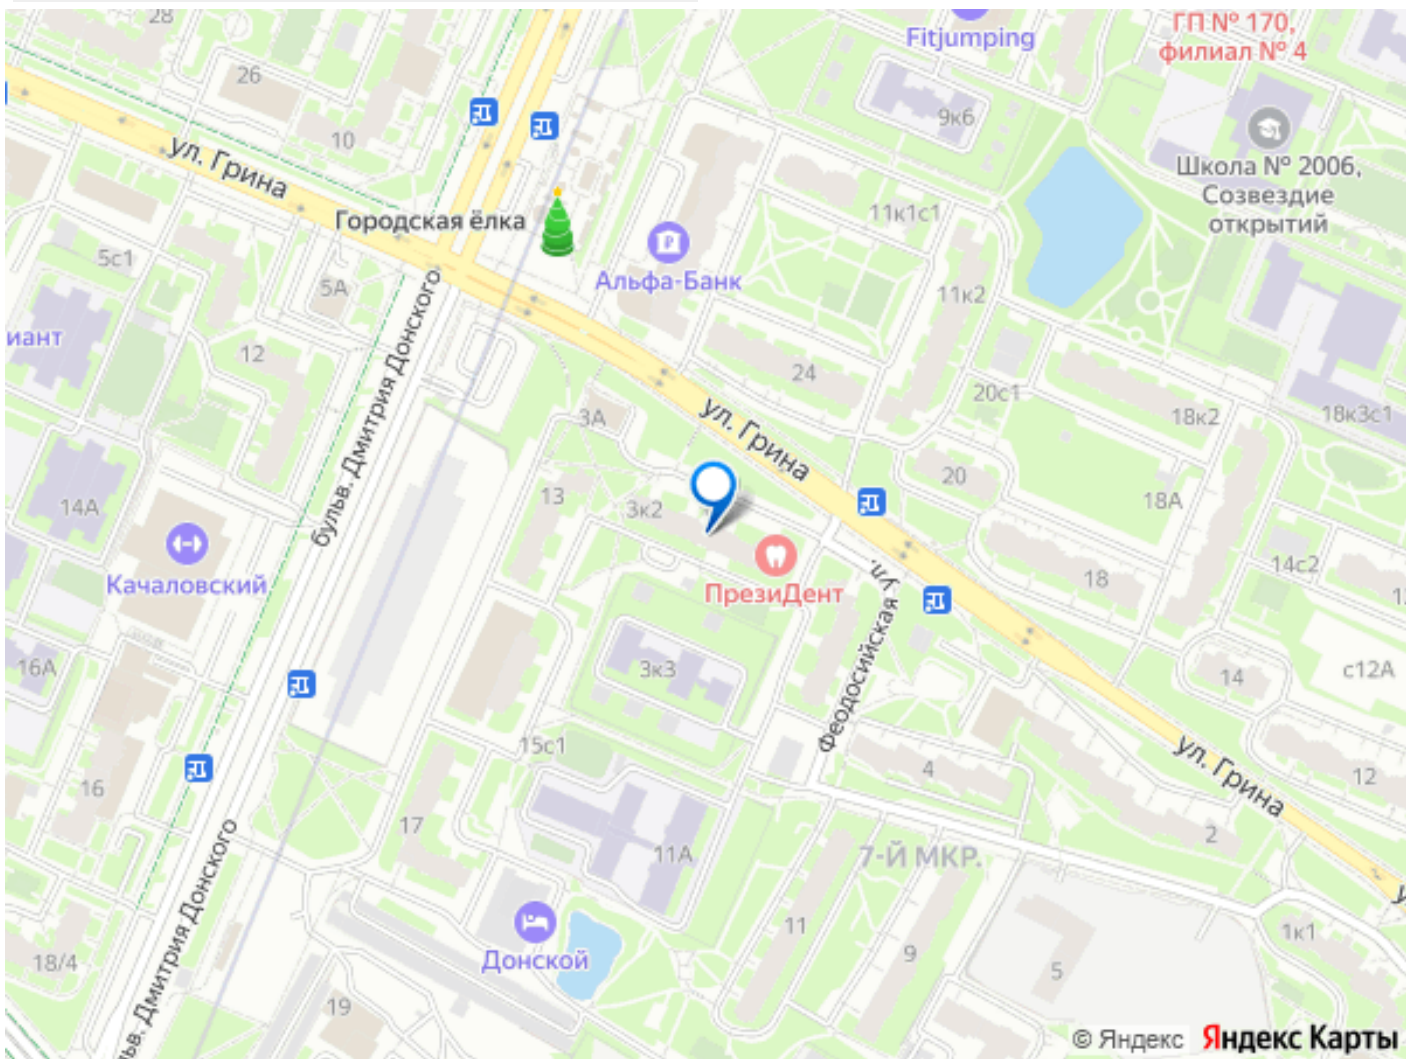 28
Fitjumping
ГП № 170,
филиал № 4
26
10
9к6
ул. Грина
Школа № 2006,
Созвездие
открытий
Городская ёлка
11к1с1
5с1
5А
Альфа-Банк
11к2
иант
12
бульв. Дмитрия Донского
24
20с1
3А
ул. Грина
18к2
18к3с1
14А
13
3к2
20
18А
Качаловский
ПрезиДент
Феодосийская ул.
18
14с2
16А
3к3
14
с12А
15с1
4
ул. Грина
12
16
17
11А
7-Й МКР.
2
бульв. Дмитрия Донского
18/4
Донской
11
9
5
1к1
19
© Яндекс Яндекс Карты